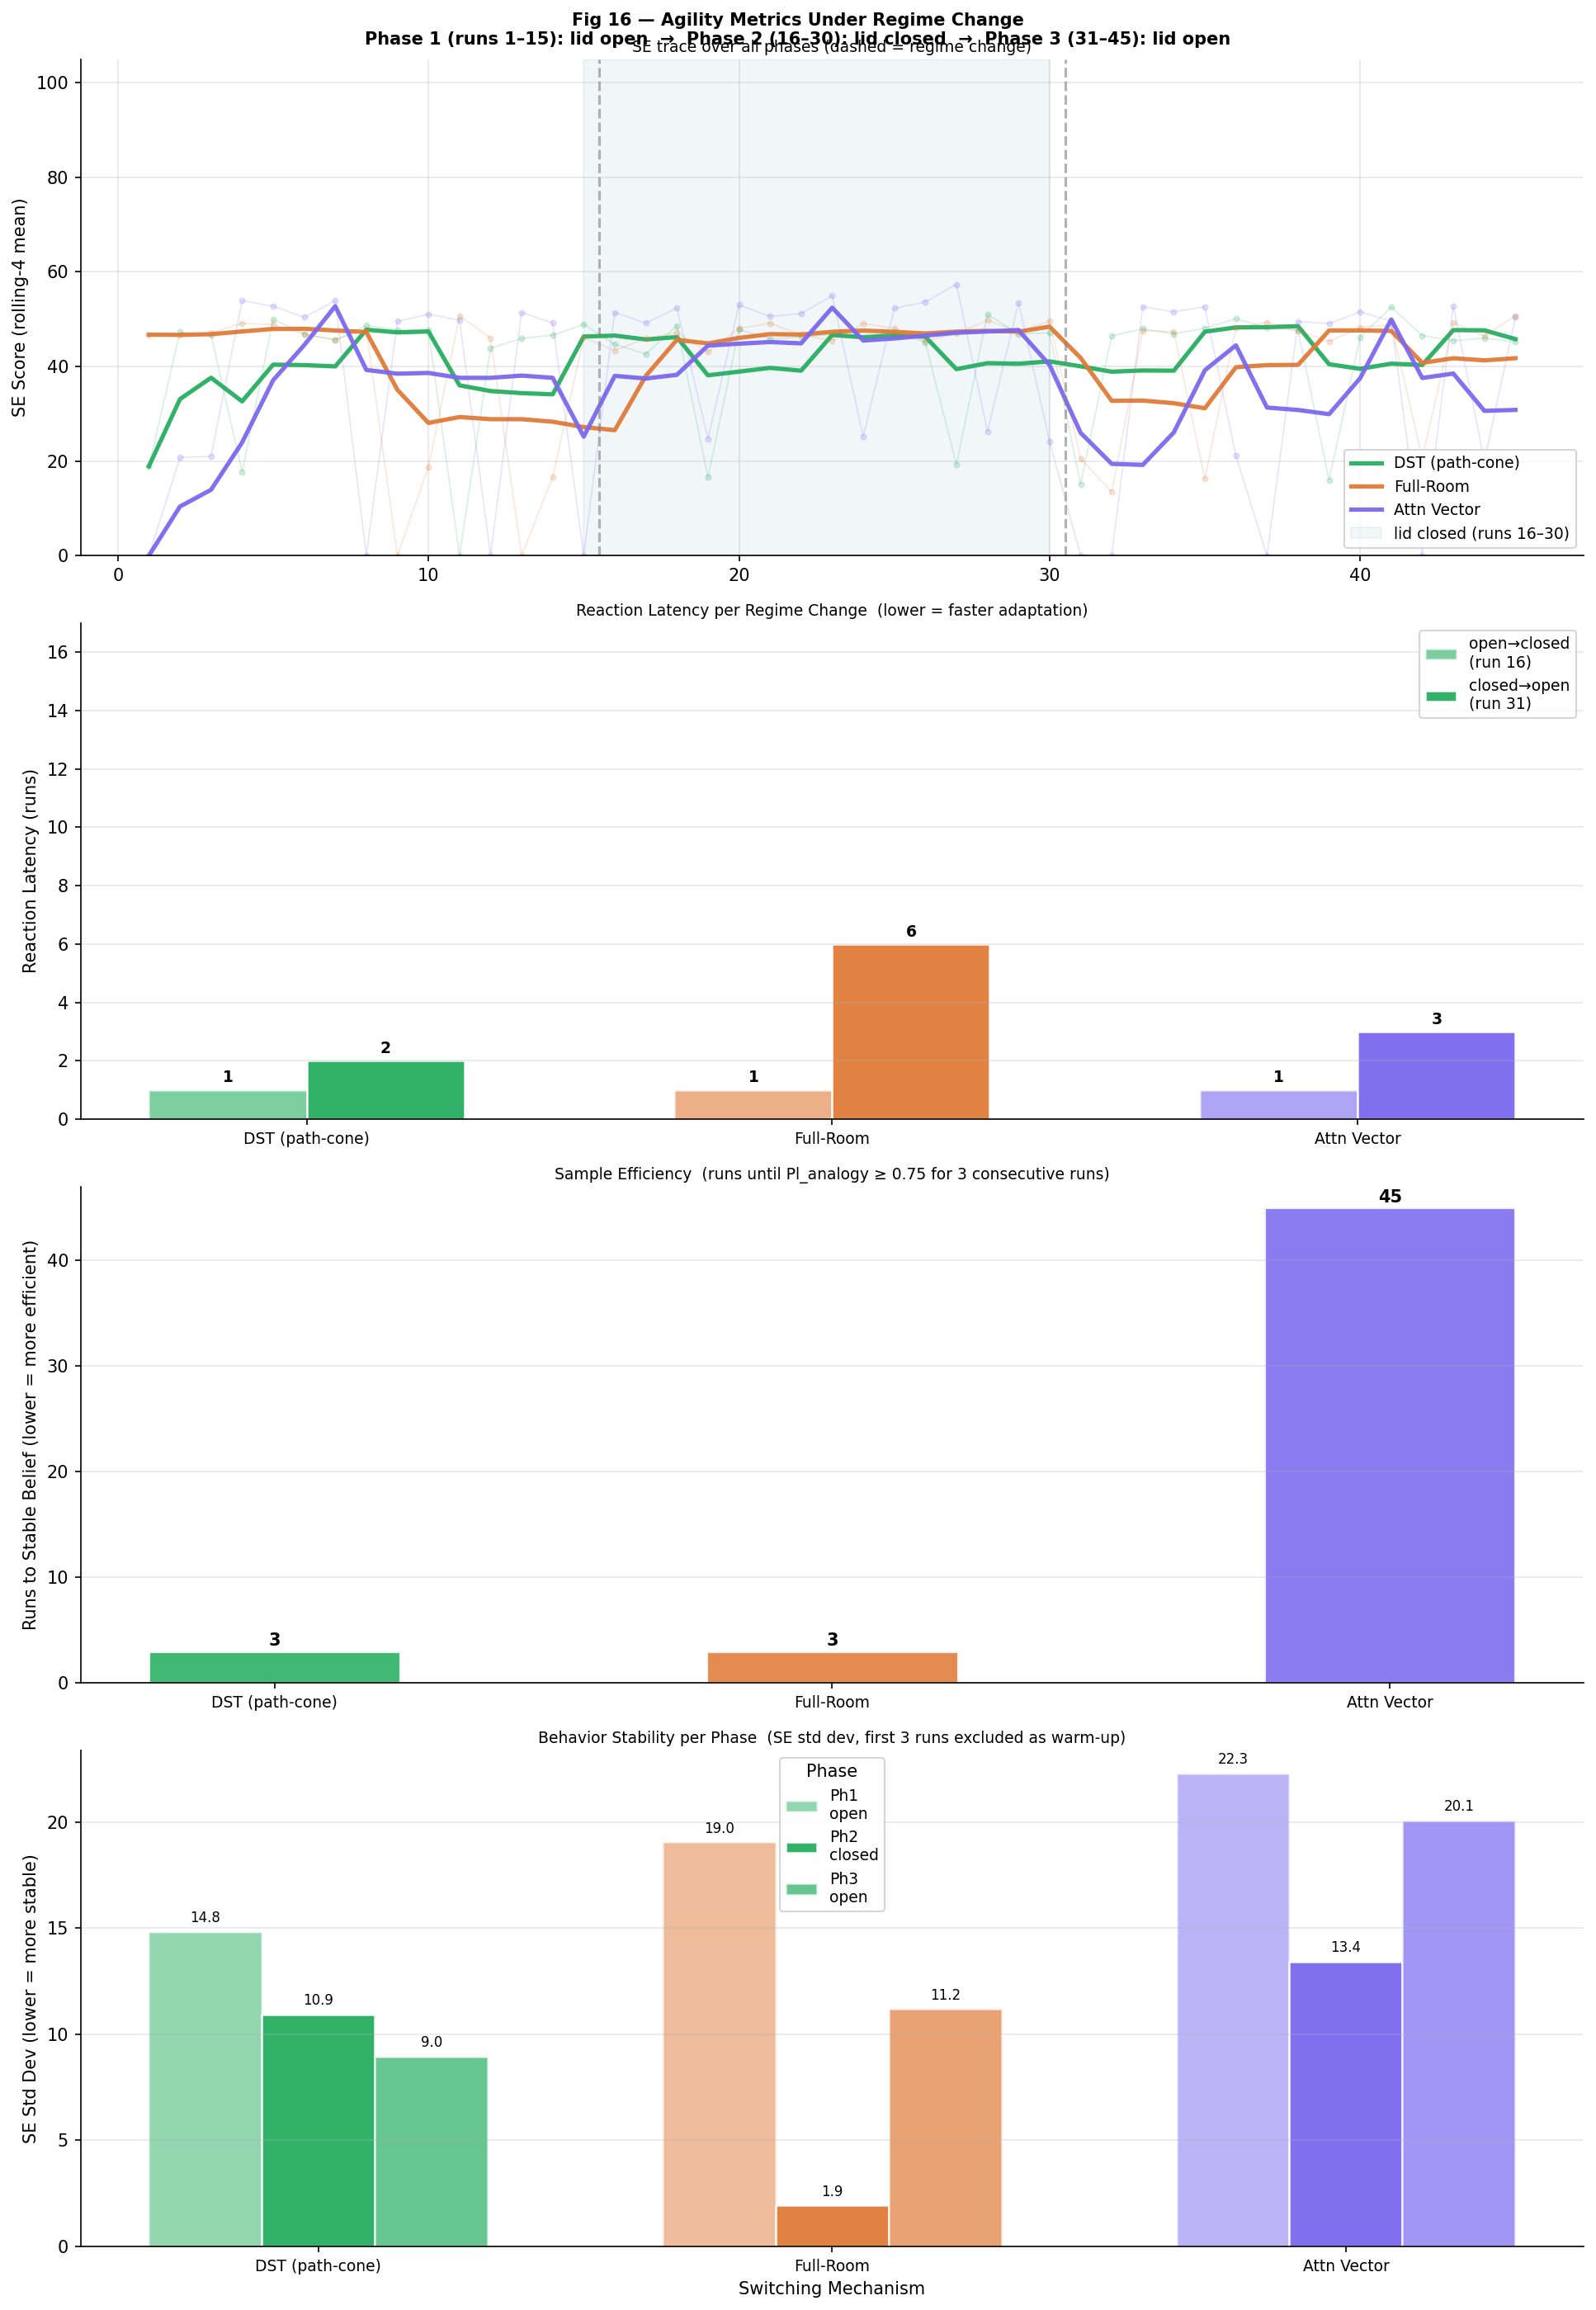 Fig 16 — Agility Metrics Under Regime Change
Phase 1 (runs 1–15): lid open → Phase 2 (16–30): lid closed → Phase 3 (31–45): lid open
SE trace over all phases (dashed = regime change)
SE Score (rolling-4 mean)
100
80
60
40
20
0
0
10
20
30
40
DST (path-cone)
Full-Room
Attn Vector
lid closed (runs 16–30)
Reaction Latency per Regime Change (lower = faster adaptation)
Reaction Latency (runs)
16
14
12
10
8
6
4
2
0
open→closed
(run 16)
closed→open
(run 31)
1
2
1
6
1
3
DST (path-cone)
Full-Room
Attn Vector
Sample Efficiency (runs until Pl_analogy ≥ 0.75 for 3 consecutive runs)
Runs to Stable Belief (lower = more efficient)
40
30
20
10
0
3
3
45
DST (path-cone)
Full-Room
Attn Vector
Behavior Stability per Phase (SE std dev, first 3 runs excluded as warm-up)
SE Std Dev (lower = more stable)
20
15
10
5
0
Phase
Ph1
open
Ph2
closed
Ph3
open
14.8
10.9
9.0
19.0
1.9
11.2
22.3
13.4
20.1
DST (path-cone)
Full-Room
Attn Vector
Switching Mechanism